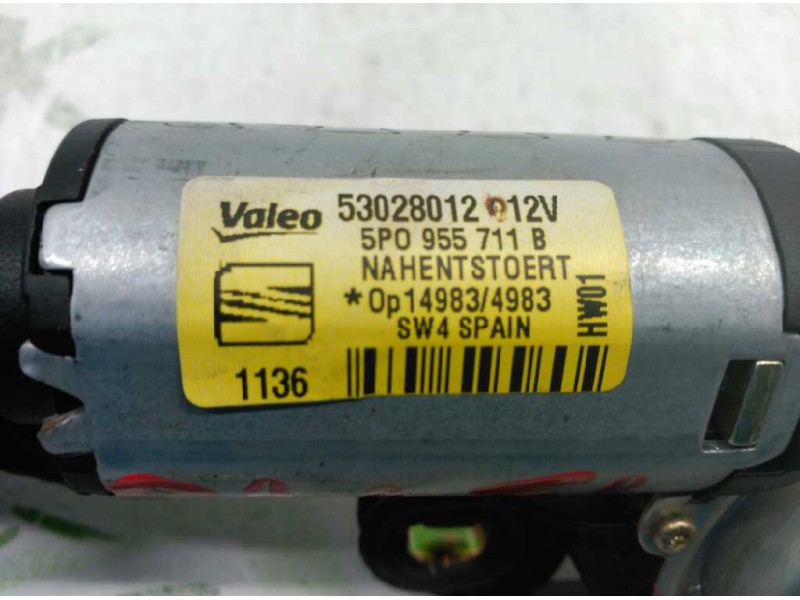 Valeo 53028012 12V
5P0 955 711 B
NAHENTSTOERT
*Op14983/4983
SW4 SPAIN
HW01
1136